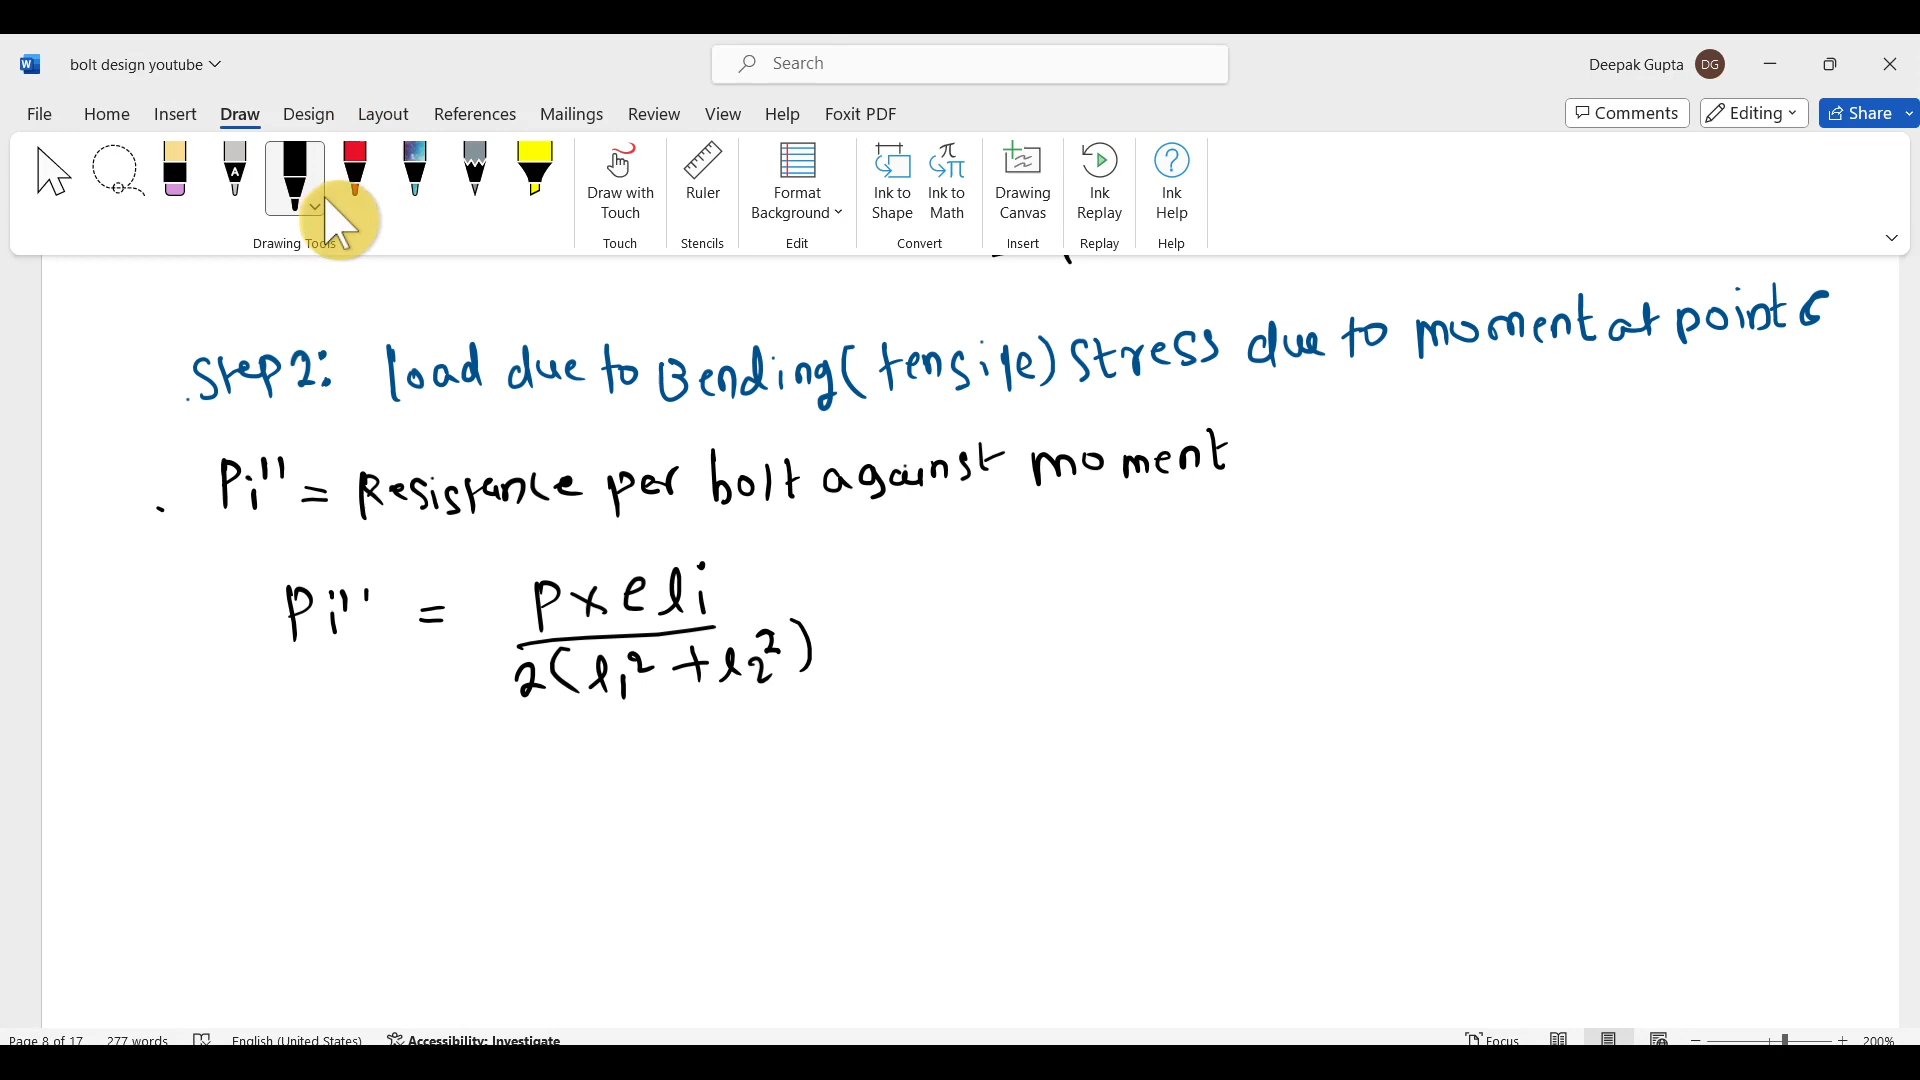 bolt design youtube
Search
Deepak Gupta DG
File Home Insert Draw Design Layout References Mailings Review View Help Foxit PDF
Comments Editing Share
Draw with Touch
Ruler
Format Background
Ink to Shape
Ink to Math
Drawing Canvas
Ink Replay
Ink Help
Drawing Tools Touch Stencils Edit Convert Insert Replay Help
Step 2: load due to Bending (tensile) stress due to moment at point C
Pi'' = Resistance per bolt against moment
Pi'' = P x e li
2(l1² + l2²)
Page 8 of 17 277 words English (United States) Accessibility: Investigate Focus 200%